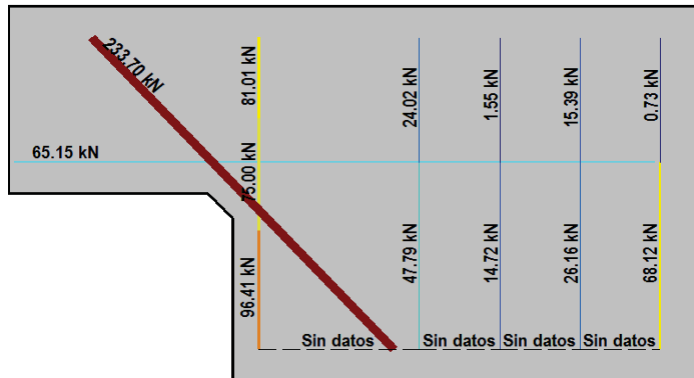 233.70 kN
81.01 kN
24.02 kN
1.55 kN
15.39 kN
0.73 kN
65.15 kN
75.00 kN
96.41 kN
47.79 kN
14.72 kN
26.16 kN
68.12 kN
Sin datos
Sin datos
Sin datos
Sin datos